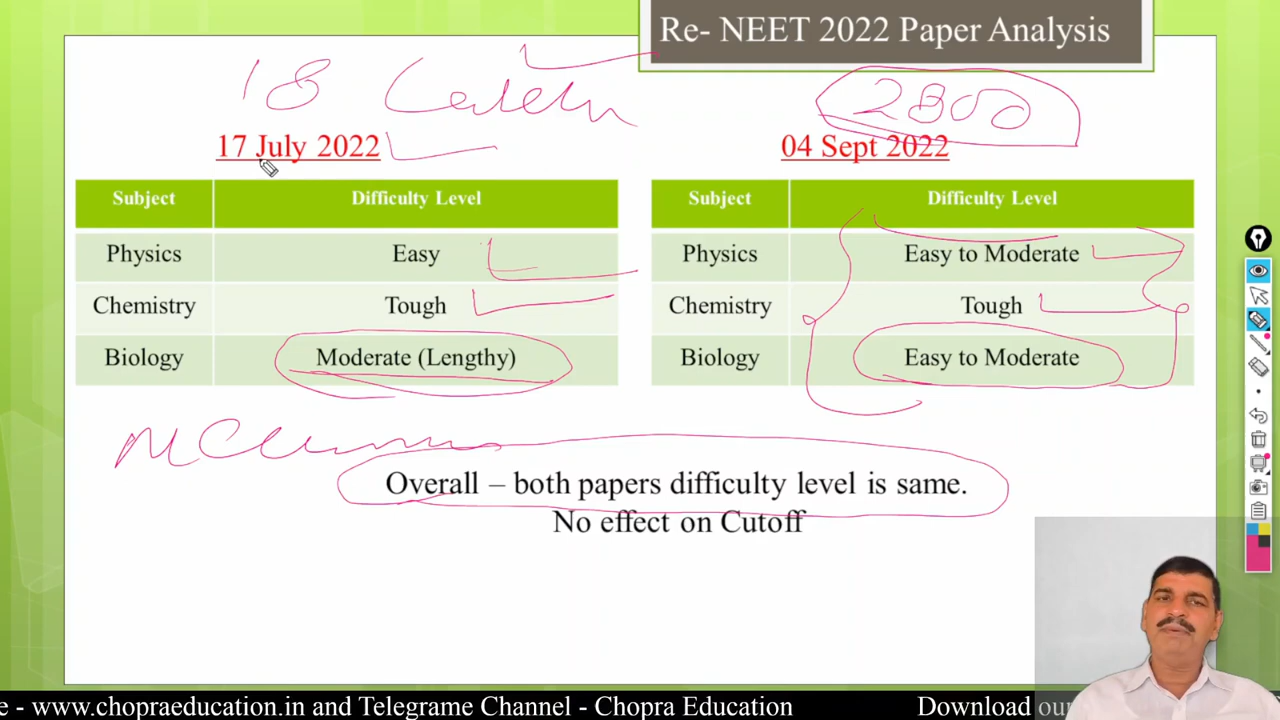 Re- NEET 2022 Paper Analysis
18
2800
17 July 2022
04 Sept 2022
Subject Difficulty Level
Physics Easy
Chemistry Tough
Biology Moderate (Lengthy)
Subject Difficulty Level
Physics Easy to Moderate
Chemistry Tough
Biology Easy to Moderate
Overall – both papers difficulty level is same.
No effect on Cutoff
e - www.chopraeducation.in and Telegrame Channel - Chopra Education Download ou